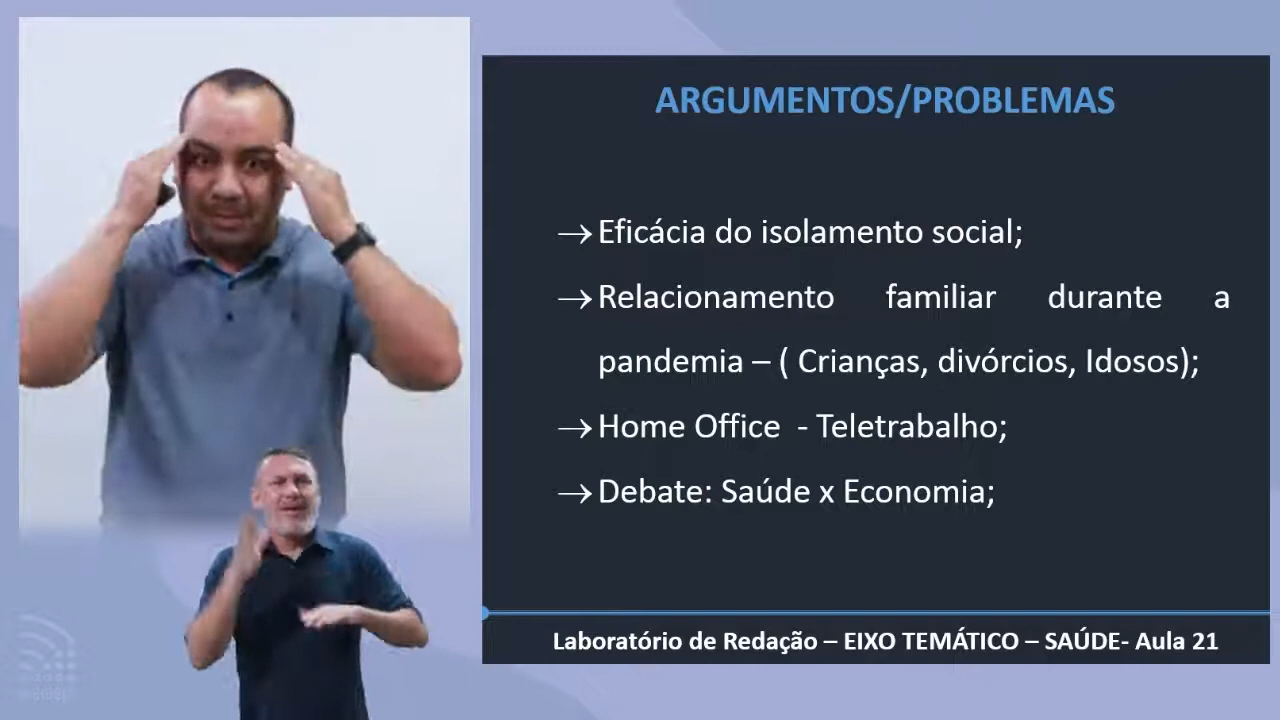 ARGUMENTOS/PROBLEMAS
→Eficácia do isolamento social;
→Relacionamento familiar durante a
pandemia – ( Crianças, divórcios, Idosos);
→Home Office - Teletrabalho;
→Debate: Saúde x Economia;
Laboratório de Redação – EIXO TEMÁTICO – SAÚDE- Aula 21